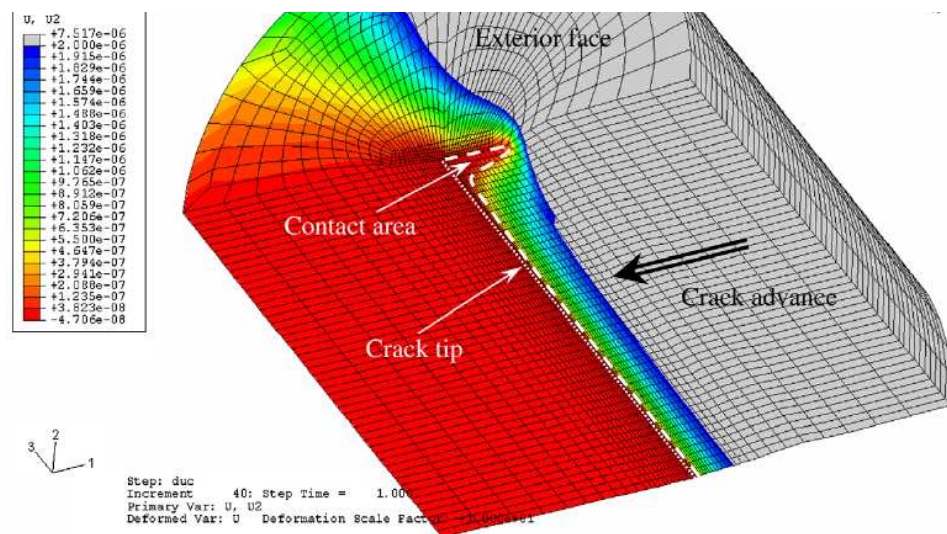 U, U2
+7.517e-06
+2.000e-06
+1.915e-06
+1.829e-06
+1.744e-06
+1.659e-06
+1.574e-06
+1.488e-06
+1.403e-06
+1.318e-06
+1.232e-06
+1.147e-06
+1.062e-06
+9.765e-07
+8.912e-07
+8.059e-07
+7.206e-07
+6.353e-07
+5.500e-07
+4.647e-07
+3.794e-07
+2.941e-07
+2.088e-07
+1.235e-07
+3.823e-08
-4.706e-08
Exterior face
Contact area
Crack advance
Crack tip
2
3
1
Step: duc
Increment 40: Step Time = 1.00
Primary Var: U, U2
Deformed Var: U Deformation Scale Factor: